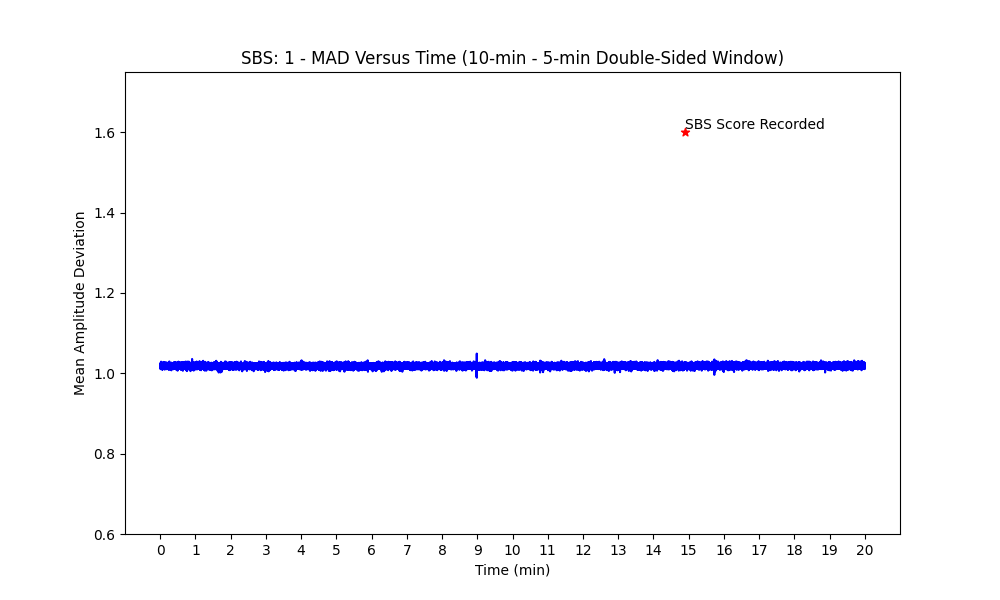 SBS: 1 - MAD Versus Time (10-min - 5-min Double-Sided Window)
SBS Score Recorded
Mean Amplitude Deviation
1.6
1.4
1.2
1.0
0.8
0.6
0 1 2 3 4 5 6 7 8 9 10 11 12 13 14 15 16 17 18 19 20
Time (min)